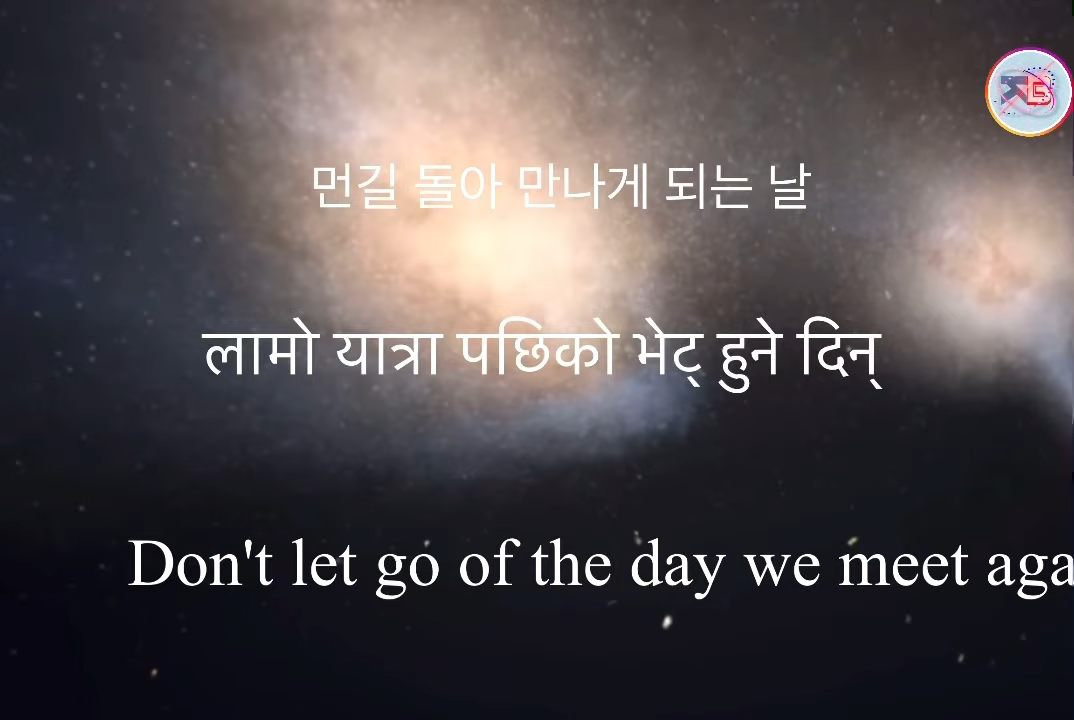 먼길 돌아 만나게 되는 날
लामो यात्रा पछिको भेट् हुने दिन्
Don't let go of the day we meet aga